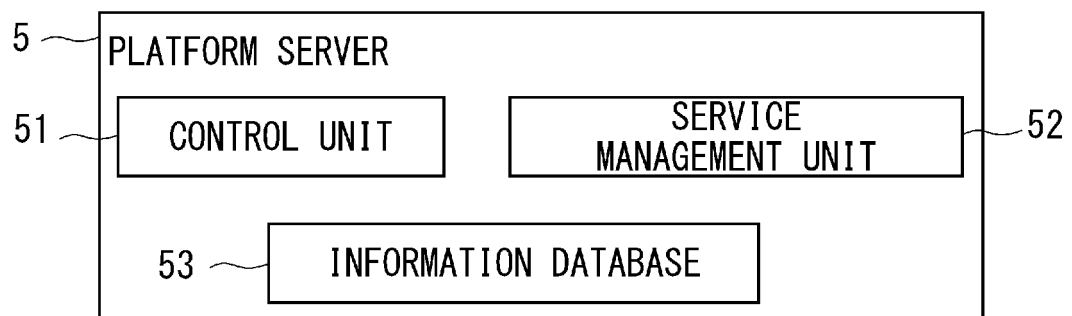 5
PLATFORM SERVER
51
CONTROL UNIT
SERVICE
MANAGEMENT UNIT
52
53
INFORMATION DATABASE